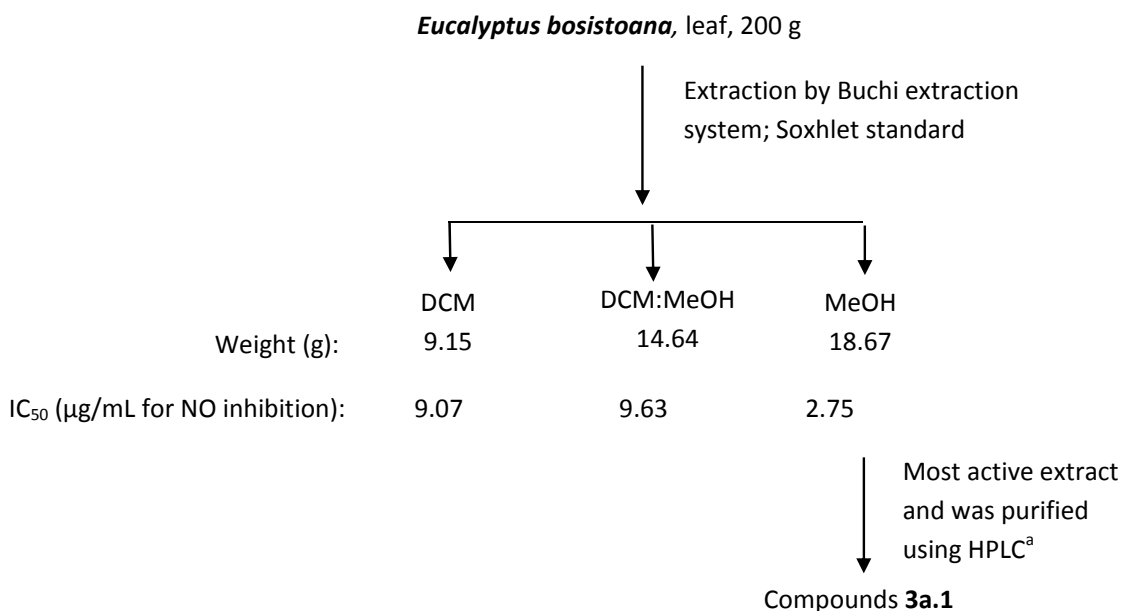 Eucalyptus bosistoana, leaf, 200 g
Extraction by Buchi extraction
system; Soxhlet standard
DCM DCM:MeOH MeOH
Weight (g): 9.15 14.64 18.67
IC₅₀ (µg/mL for NO inhibition): 9.07 9.63 2.75
Most active extract
and was purified
using HPLCᵃ
Compounds 3a.1